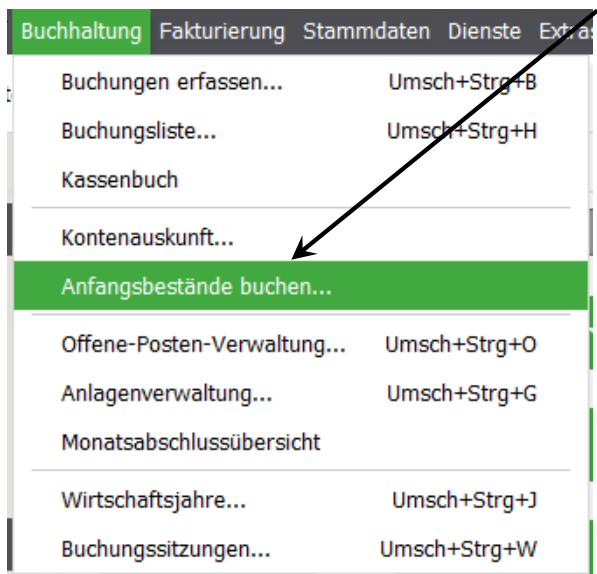 Buchhaltung Fakturierung Stammdaten Dienste Extras
Buchungen erfassen... Umsch+Strg+B
Buchungsliste... Umsch+Strg+H
Kassenbuch
Kontenauskunft...
Anfangsbestände buchen...
Offene-Posten-Verwaltung... Umsch+Strg+O
Anlagenverwaltung... Umsch+Strg+G
Monatsabschlussübersicht
Wirtschaftsjahre... Umsch+Strg+J
Buchungssitzungen... Umsch+Strg+W